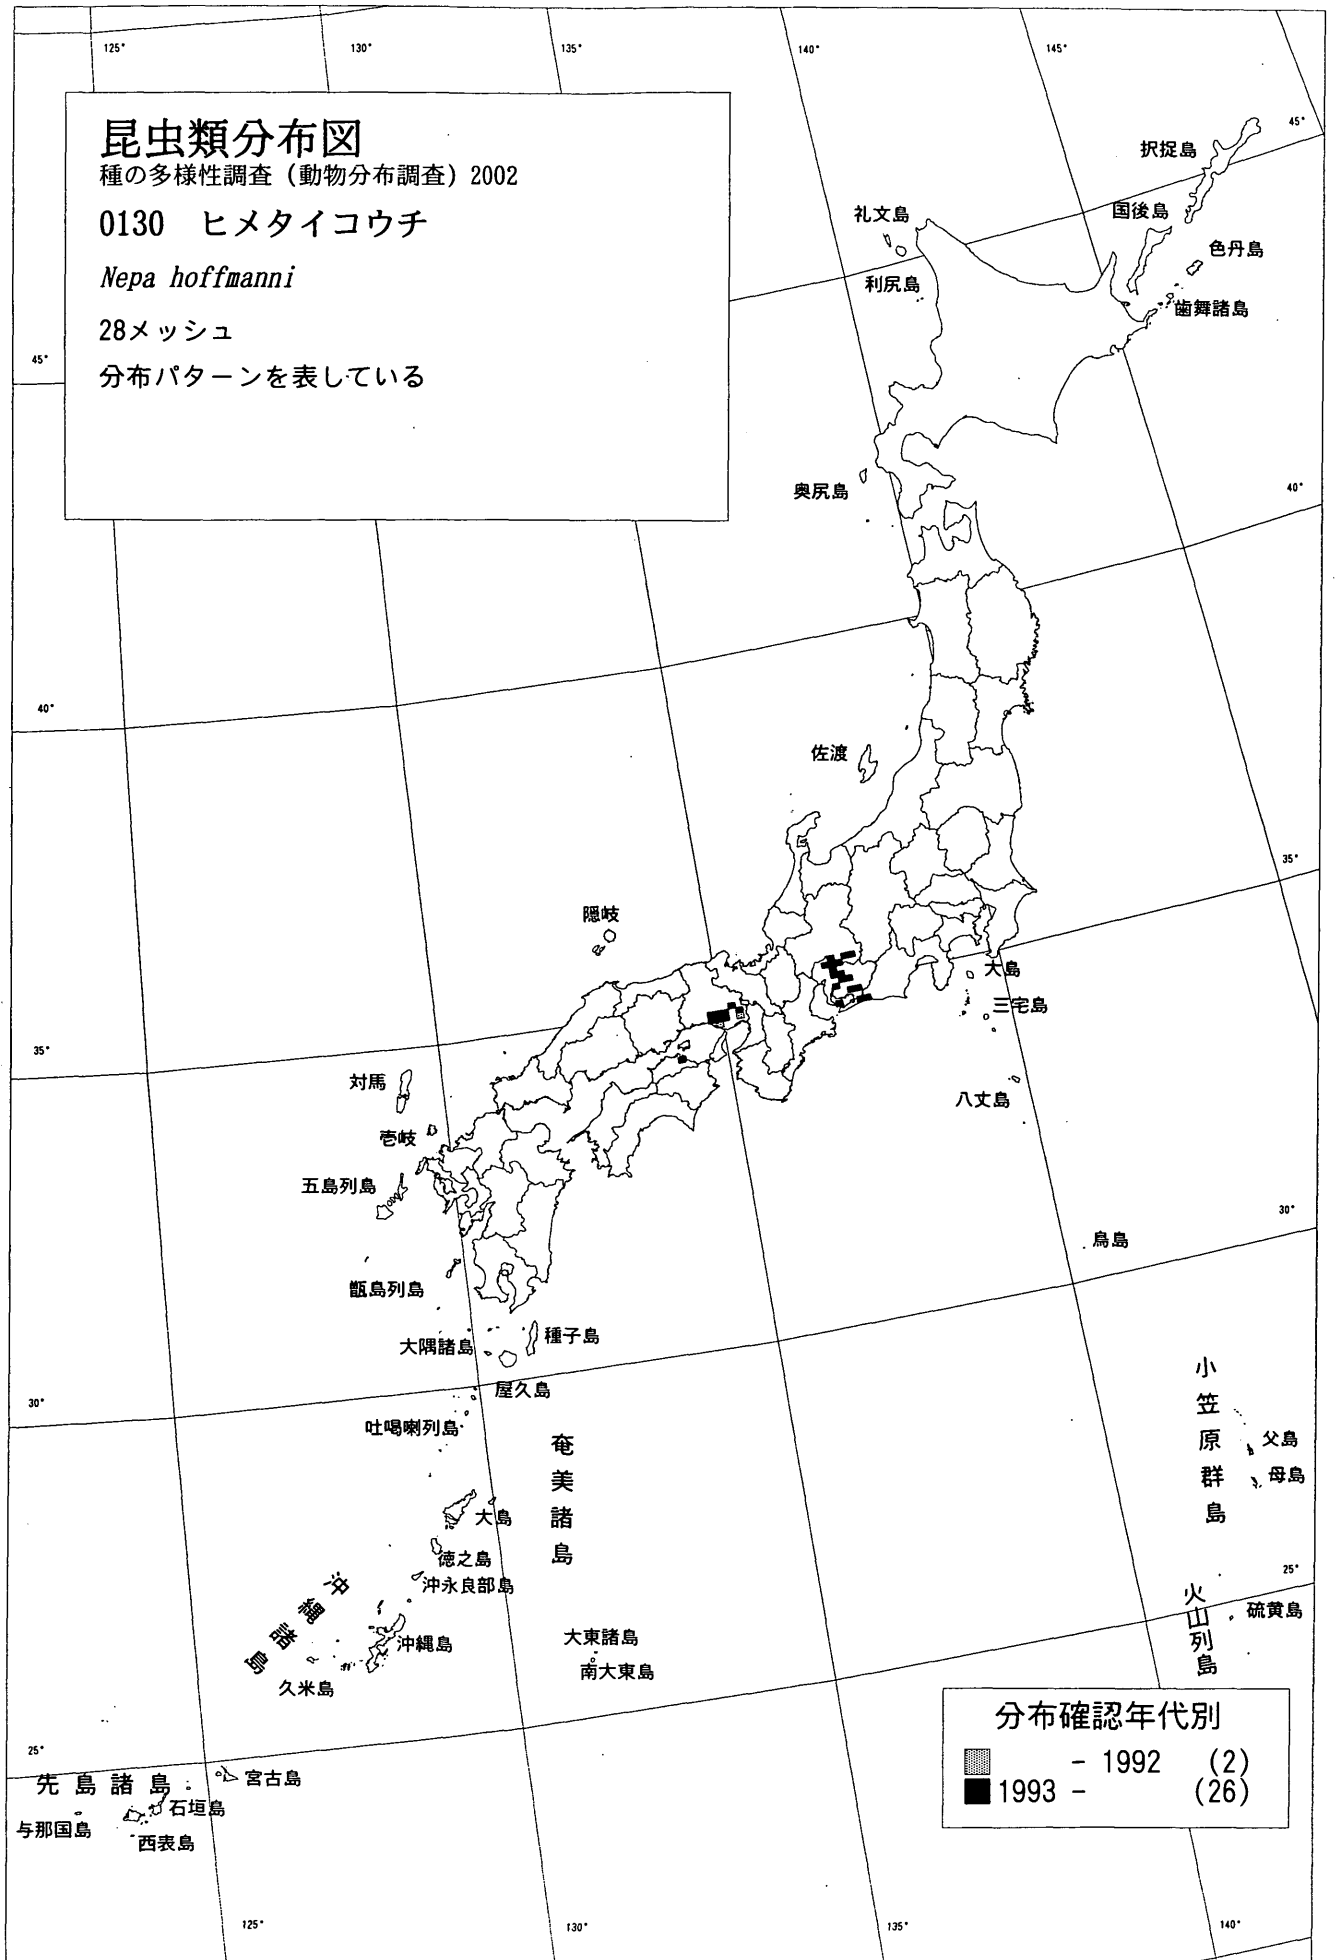 125°
130°
135°
140°
145°
昆虫類分布図
種の多様性調査（動物分布調査）2002
0130　ヒメタイコウチ
Nepa hoffmanni
28メッシュ
分布パターンを表している
45°
択捉島
国後島
礼文島
色丹島
利尻島
歯舞諸島
45°
奥尻島
40°
40°
佐渡
35°
隠岐
大島
三宅島
35°
対馬
八丈島
壱岐
五島列島
30°
鳥島
甑島列島
種子島
大隅諸島
屋久島
30°
吐喝喇列島
小笠原群島
父島
母島
奄美諸島
大島
徳之島
沖永良部島
25°
沖縄諸島
火山列島
硫黄島
沖縄島
大東諸島
南大東島
久米島
分布確認年代別
- 1992 (2)
1993 - (26)
25°
先島諸島
宮古島
石垣島
与那国島
西表島
125°
130°
135°
140°